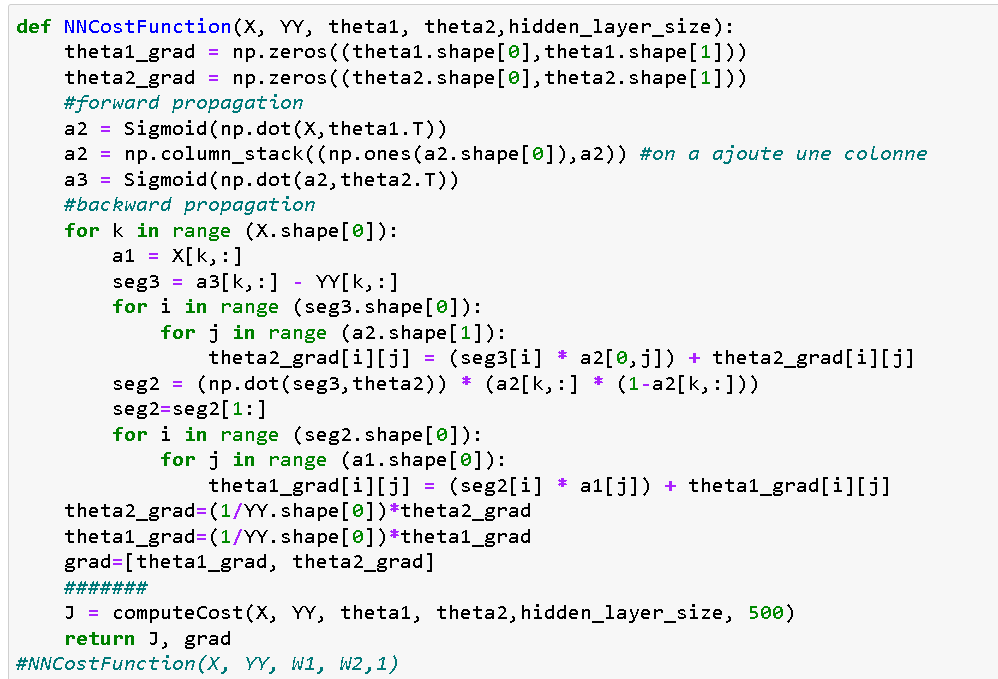 def NNCostFunction(X, YY, theta1, theta2,hidden_layer_size):
    theta1_grad = np.zeros((theta1.shape[0],theta1.shape[1]))
    theta2_grad = np.zeros((theta2.shape[0],theta2.shape[1]))
    #forward propagation
    a2 = Sigmoid(np.dot(X,theta1.T))
    a2 = np.column_stack((np.ones(a2.shape[0]),a2)) #on a ajoute une colonne
    a3 = Sigmoid(np.dot(a2,theta2.T))
    #backward propagation
    for k in range (X.shape[0]):
        a1 = X[k,:]
        seg3 = a3[k,:] - YY[k,:]
        for i in range (seg3.shape[0]):
            for j in range (a2.shape[1]):
                theta2_grad[i][j] = (seg3[i] * a2[0,j]) + theta2_grad[i][j]
        seg2 = (np.dot(seg3,theta2)) * (a2[k,:] * (1-a2[k,:]))
        seg2=seg2[1:]
        for i in range (seg2.shape[0]):
            for j in range (a1.shape[0]):
                theta1_grad[i][j] = (seg2[i] * a1[j]) + theta1_grad[i][j]
    theta2_grad=(1/YY.shape[0])*theta2_grad
    theta1_grad=(1/YY.shape[0])*theta1_grad
    grad=[theta1_grad, theta2_grad]
    #######
    J = computeCost(X, YY, theta1, theta2,hidden_layer_size, 500)
    return J, grad
#NNCostFunction(X, YY, W1, W2,1)